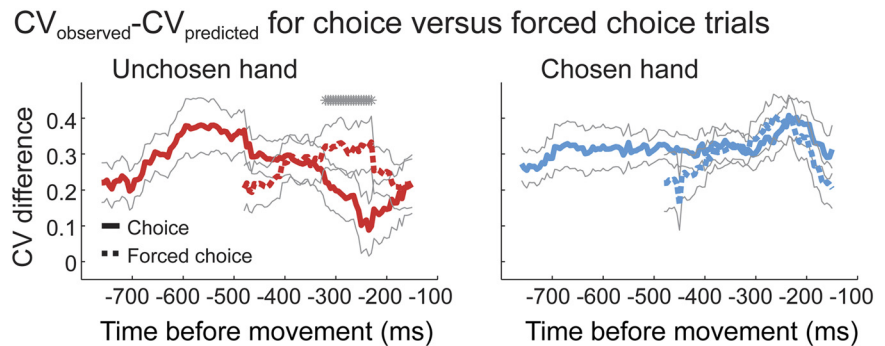 CVobserved-CVpredicted for choice versus forced choice trials
Unchosen hand
Chosen hand
CV difference
0.4
0.3
0.2
0.1
0
Choice
Forced choice
-700 -600 -500 -400 -300 -200 -100
-700 -600 -500 -400 -300 -200 -100
Time before movement (ms)
Time before movement (ms)